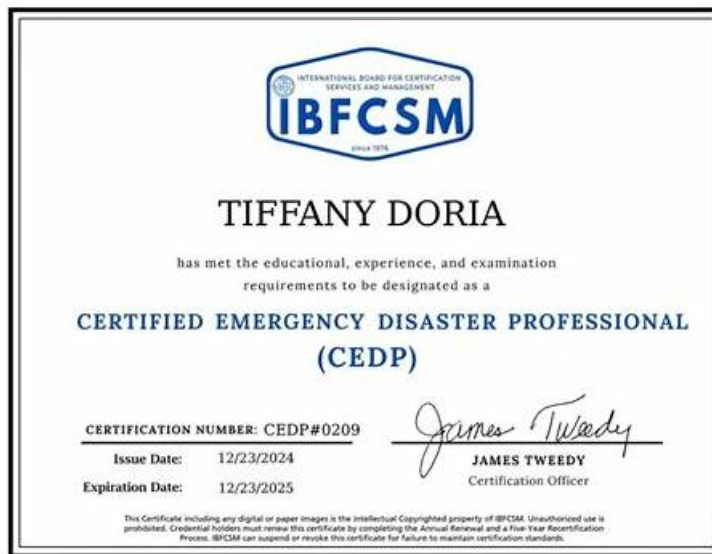 INTERNATIONAL BOARD FOR CERTIFICATION
SERVICES AND MANAGEMENT
IBFCSM
since 1976
TIFFANY DORIA
has met the educational, experience, and examination
requirements to be designated as a
CERTIFIED EMERGENCY DISASTER PROFESSIONAL
(CEDP)
CERTIFICATION NUMBER: CEDP#0209
Issue Date: 12/23/2024
Expiration Date: 12/23/2025
James Tweedy
JAMES TWEEDY
Certification Officer
This Certificate including any digital or paper images is the intellectual Copyrighted property of IBFCSM. Unauthorized use is
prohibited. Credential holders must renew this certificate by completing the Annual Renewal and a Five-Year Recertification
Process. IBFCSM can suspend or revoke this certificate for failure to maintain certification standards.